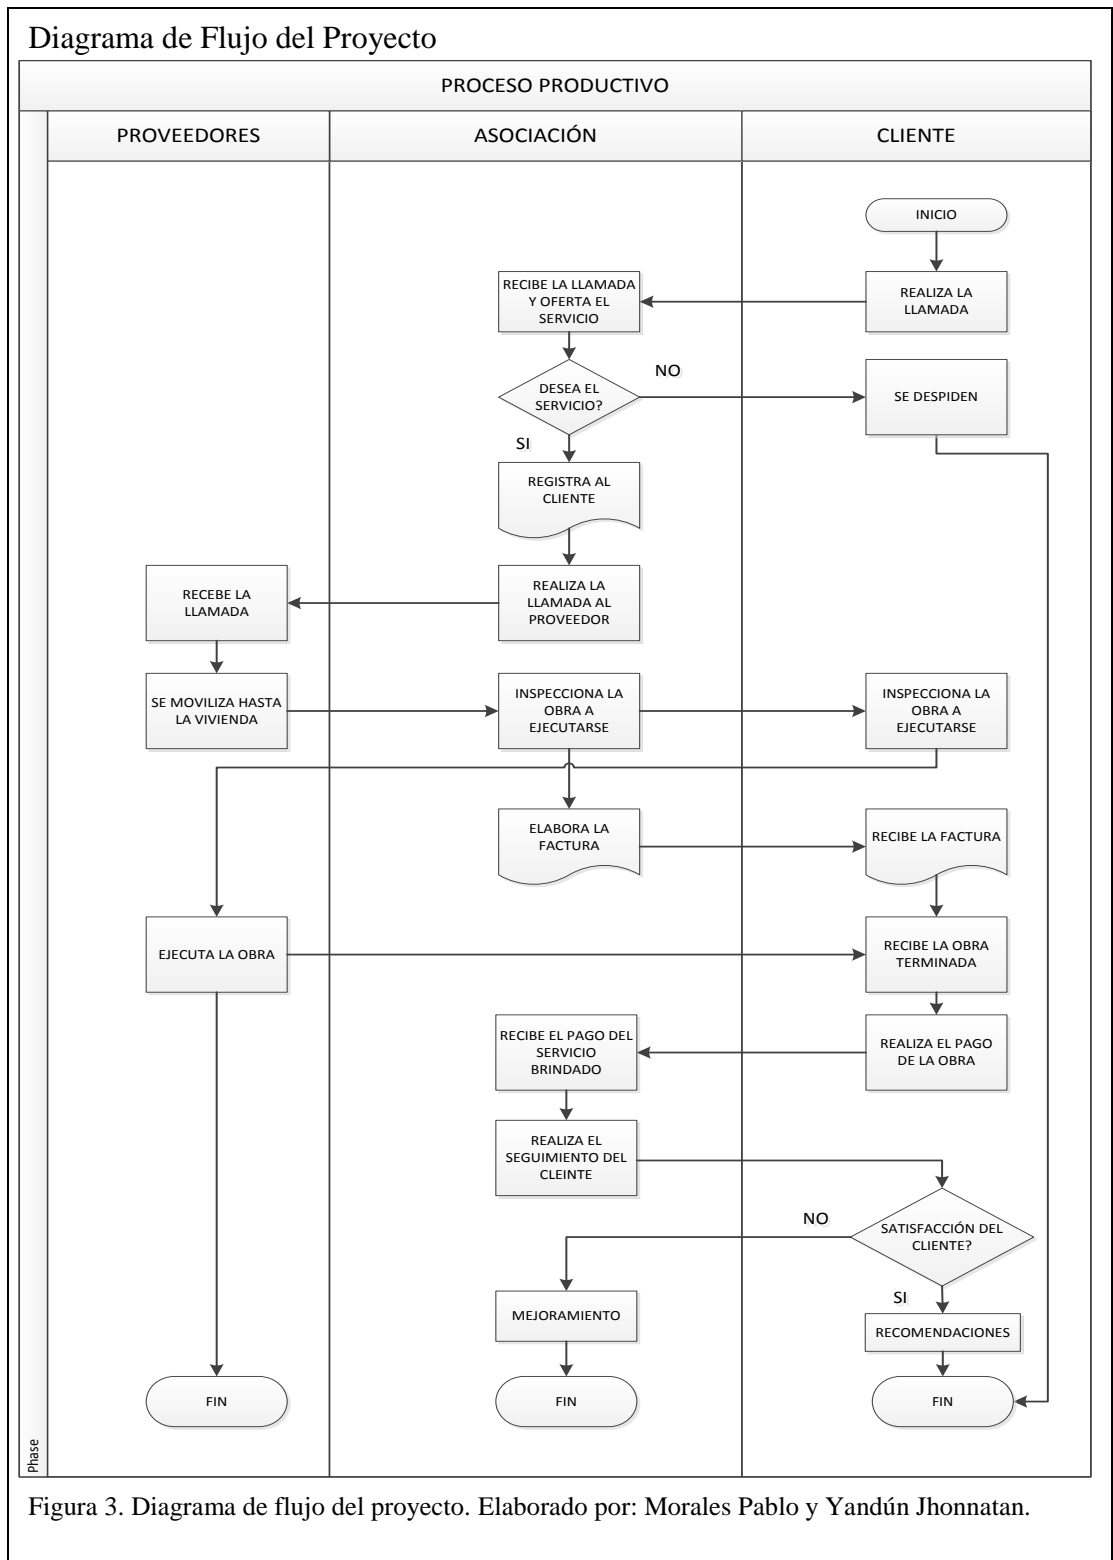 Diagrama de Flujo del Proyecto
PROCESO PRODUCTIVO
PROVEEDORES
ASOCIACIÓN
CLIENTE
INICIO
RECIBE LA LLAMADA
Y OFERTA EL
SERVICIO
REALIZA LA
LLAMADA
DESEA EL
SERVICIO?
NO
SE DESPIDEN
SI
REGISTRA AL
CLIENTE
RECEBE LA
LLAMADA
REALIZA LA
LLAMADA AL
PROVEEDOR
SE MOVILIZA HASTA
LA VIVIENDA
INSPECCIONA LA
OBRA A
EJECUTARSE
INSPECCIONA LA
OBRA A
EJECUTARSE
ELABORA LA
FACTURA
RECIBE LA FACTURA
EJECUTA LA OBRA
RECIBE LA OBRA
TERMINADA
RECIBE EL PAGO DEL
SERVICIO
BRINDADO
REALIZA EL PAGO
DE LA OBRA
REALIZA EL
SEGUIMIENTO DEL
CLEINTE
NO
SATISFACCIÓN DEL
CLIENTE?
SI
MEJORAMIENTO
RECOMENDACIONES
FIN
FIN
FIN
Phase
Figura 3. Diagrama de flujo del proyecto. Elaborado por: Morales Pablo y Yandún Jhonnatan.